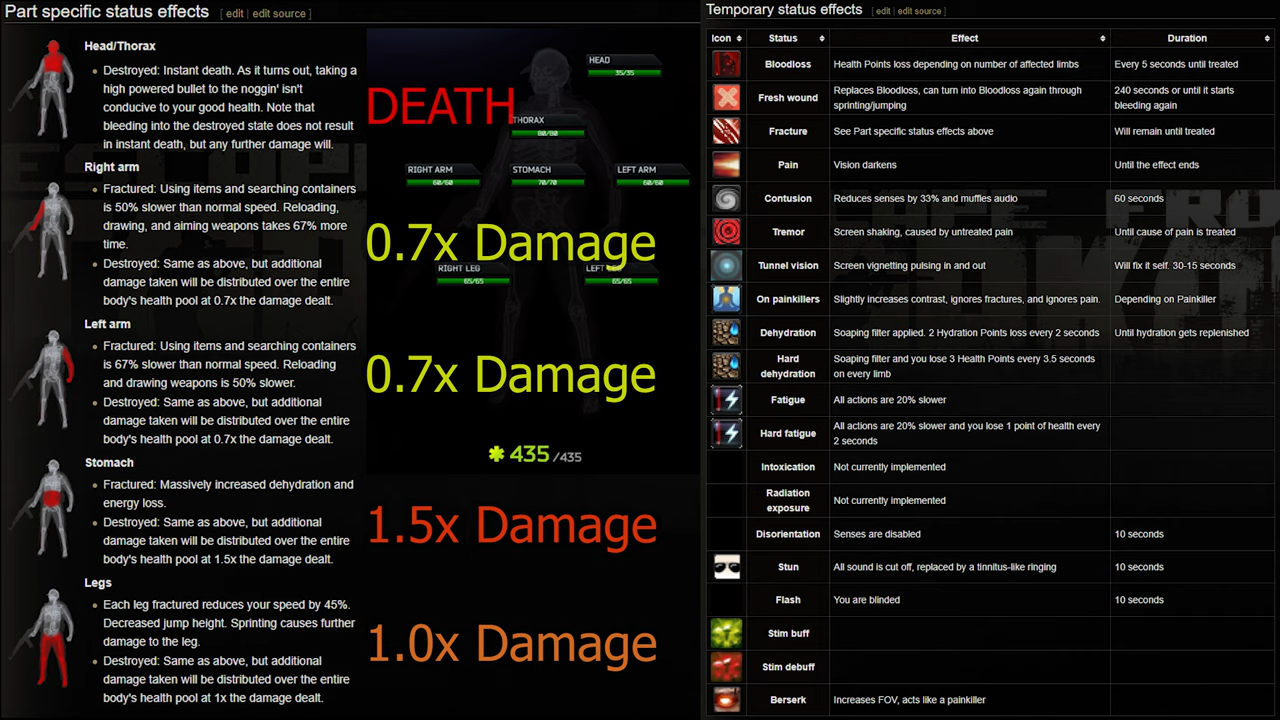 Part specific status effects [ edit | edit source ]
Head/Thorax
Destroyed: Instant death. As it turns out, taking a
high powered bullet to the noggin' isn't
conducive to your good health. Note that
bleeding into the destroyed state does not result
in instant death, but any further damage will.
Right arm
Fractured: Using items and searching containers
is 50% slower than normal speed. Reloading,
drawing, and aiming weapons takes 67% more
time.
Destroyed: Same as above, but additional
damage taken will be distributed over the entire
body's health pool at 0.7x the damage dealt.
Left arm
Fractured: Using items and searching containers
is 67% slower than normal speed. Reloading
and drawing weapons is 50% slower.
Destroyed: Same as above, but additional
damage taken will be distributed over the entire
body's health pool at 0.7x the damage dealt.
Stomach
Fractured: Massively increased dehydration and
energy loss.
Destroyed: Same as above, but additional
damage taken will be distributed over the entire
body's health pool at 1.5x the damage dealt.
Legs
Each leg fractured reduces your speed by 45%.
Decreased jump height. Sprinting causes further
damage to the leg.
Destroyed: Same as above, but additional
damage taken will be distributed over the entire
body's health pool at 1x the damage dealt.
HEAD
35/35
DEATH
THORAX
80/80
RIGHT ARM STOMACH LEFT ARM
60/60 70/70 60/60
0.7x Damage
RIGHT LEG LEFT
65/65 65/65
0.7x Damage
435 /435
1.5x Damage
1.0x Damage
Temporary status effects [ edit | edit source ]
Icon Status Effect Duration
Bloodloss Health Points loss depending on number of affected limbs Every 5 seconds until treated
Fresh wound Replaces Bloodloss, can turn into Bloodloss again through 240 seconds or until it starts
sprinting/jumping bleeding again
Fracture See Part specific status effects above Will remain until treated
Pain Vision darkens Until the effect ends
Contusion Reduces senses by 33% and muffles audio 60 seconds
Tremor Screen shaking, caused by untreated pain Until cause of pain is treated
Tunnel vision Screen vignetting pulsing in and out Will fix it self. 30-15 seconds
On painkillers Slightly increases contrast, ignores fractures, and ignores pain. Depending on Painkiller
Dehydration Soaping filter applied. 2 Hydration Points loss every 2 seconds Until hydration gets replenished
Hard Soaping filter and you lose 3 Health Points every 3.5 seconds
dehydration on every limb
Fatigue All actions are 20% slower
Hard fatigue All actions are 20% slower and you lose 1 point of health every
2 seconds
Intoxication Not currently implemented
Radiation
exposure Not currently implemented
Disorientation Senses are disabled 10 seconds
Stun All sound is cut off, replaced by a tinnitus-like ringing 10 seconds
Flash You are blinded 10 seconds
Stim buff
Stim debuff
Berserk Increases FOV, acts like a painkiller